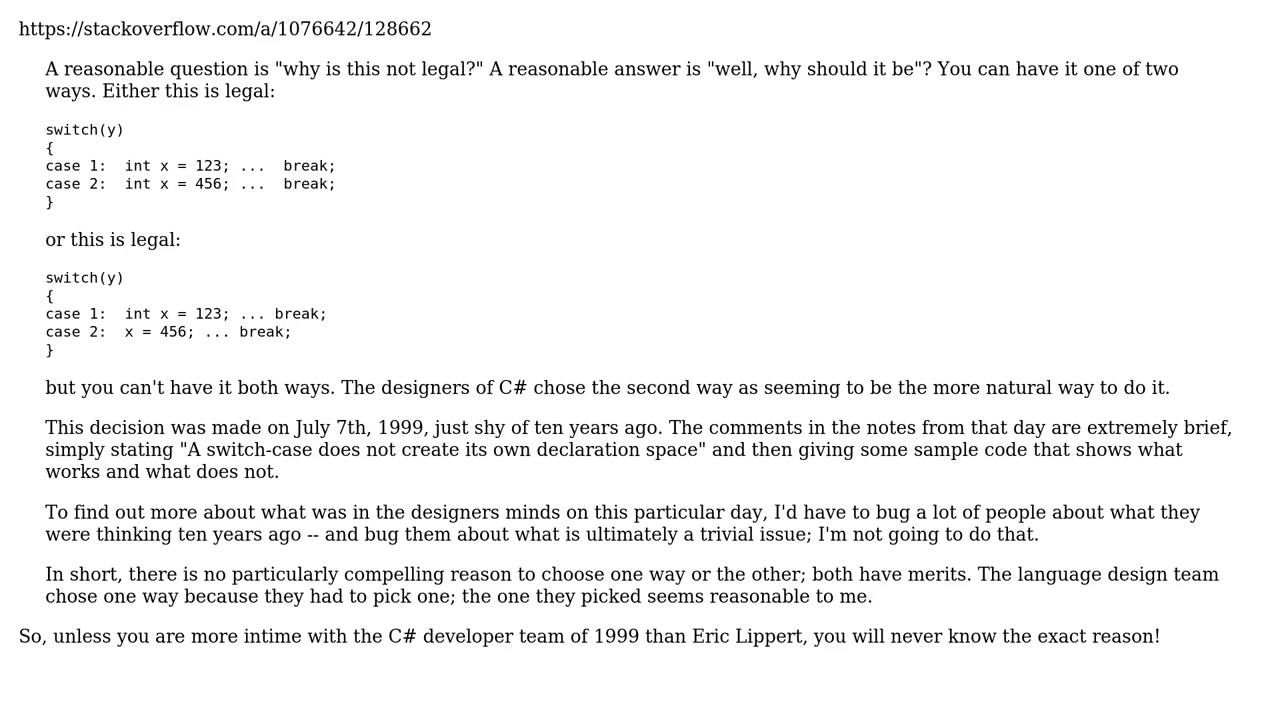 https://stackoverflow.com/a/1076642/128662
A reasonable question is "why is this not legal?" A reasonable answer is "well, why should it be"? You can have it one of two
ways. Either this is legal:
switch(y)
{
case 1:  int x = 123; ...  break;
case 2:  int x = 456; ...  break;
}
or this is legal:
switch(y)
{
case 1:  int x = 123; ... break;
case 2:  x = 456; ... break;
}
but you can't have it both ways. The designers of C# chose the second way as seeming to be the more natural way to do it.
This decision was made on July 7th, 1999, just shy of ten years ago. The comments in the notes from that day are extremely brief,
simply stating "A switch-case does not create its own declaration space" and then giving some sample code that shows what
works and what does not.
To find out more about what was in the designers minds on this particular day, I'd have to bug a lot of people about what they
were thinking ten years ago -- and bug them about what is ultimately a trivial issue; I'm not going to do that.
In short, there is no particularly compelling reason to choose one way or the other; both have merits. The language design team
chose one way because they had to pick one; the one they picked seems reasonable to me.
So, unless you are more intime with the C# developer team of 1999 than Eric Lippert, you will never know the exact reason!